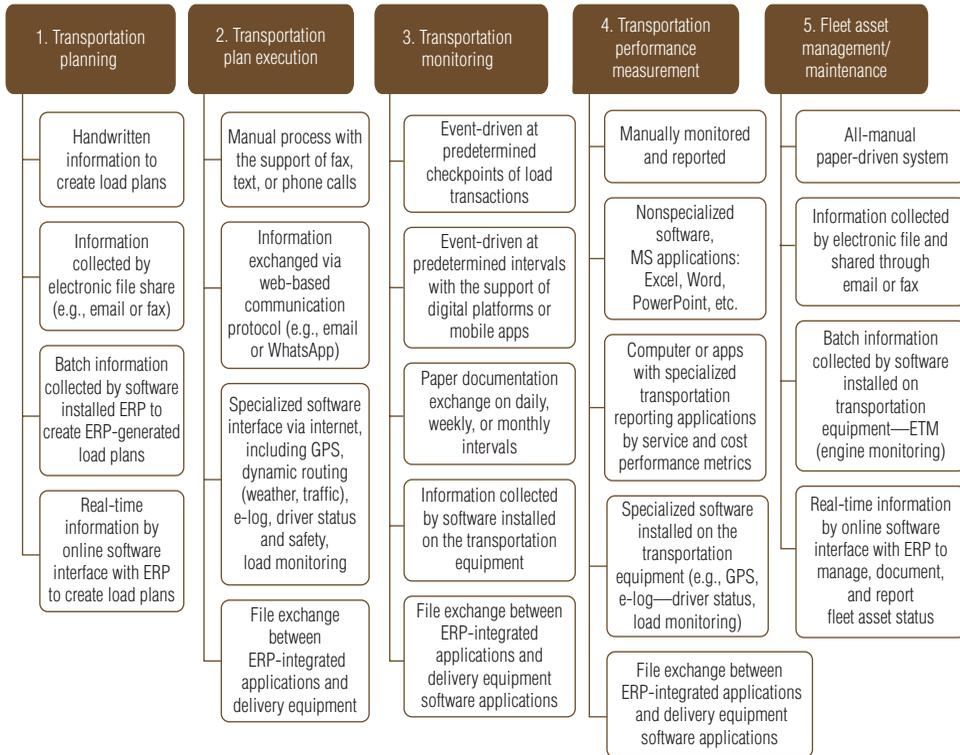 1. Transportation
planning
Handwritten
information to
create load plans
Information
collected by
electronic file share
(e.g., email or fax)
Batch information
collected by software
installed ERP to
create ERP-generated
load plans
Real-time
information by
online software
interface with ERP
to create load plans
2. Transportation
plan execution
Manual process with
the support of fax,
text, or phone calls
Information
exchanged via
web-based
communication
protocol (e.g., email
or WhatsApp)
Specialized software
interface via internet,
including GPS,
dynamic routing
(weather, traffic),
e-log, driver status
and safety,
load monitoring
File exchange
between
ERP-integrated
applications and
delivery equipment
3. Transportation
monitoring
Event-driven at
predetermined
checkpoints of load
transactions
Event-driven at
predetermined intervals
with the support of
digital platforms or
mobile apps
Paper documentation
exchange on daily,
weekly, or monthly
intervals
Information collected
by software installed
on the transportation
equipment
File exchange between
ERP-integrated
applications and
delivery equipment
software applications
4. Transportation
performance
measurement
Manually monitored
and reported
Nonspecialized
software,
MS applications:
Excel, Word,
PowerPoint, etc.
Computer or apps
with specialized
transportation
reporting applications
by service and cost
performance metrics
Specialized software
installed on the
transportation
equipment (e.g., GPS,
e-log—driver status,
load monitoring)
File exchange between
ERP-integrated applications
and delivery equipment
software applications
5. Fleet asset
management/
maintenance
All-manual
paper-driven system
Information collected
by electronic file and
shared through
email or fax
Batch information
collected by software
installed on
transportation
equipment—ETM
(engine monitoring)
Real-time information
by online software
interface with ERP to
manage, document,
and report
fleet asset status